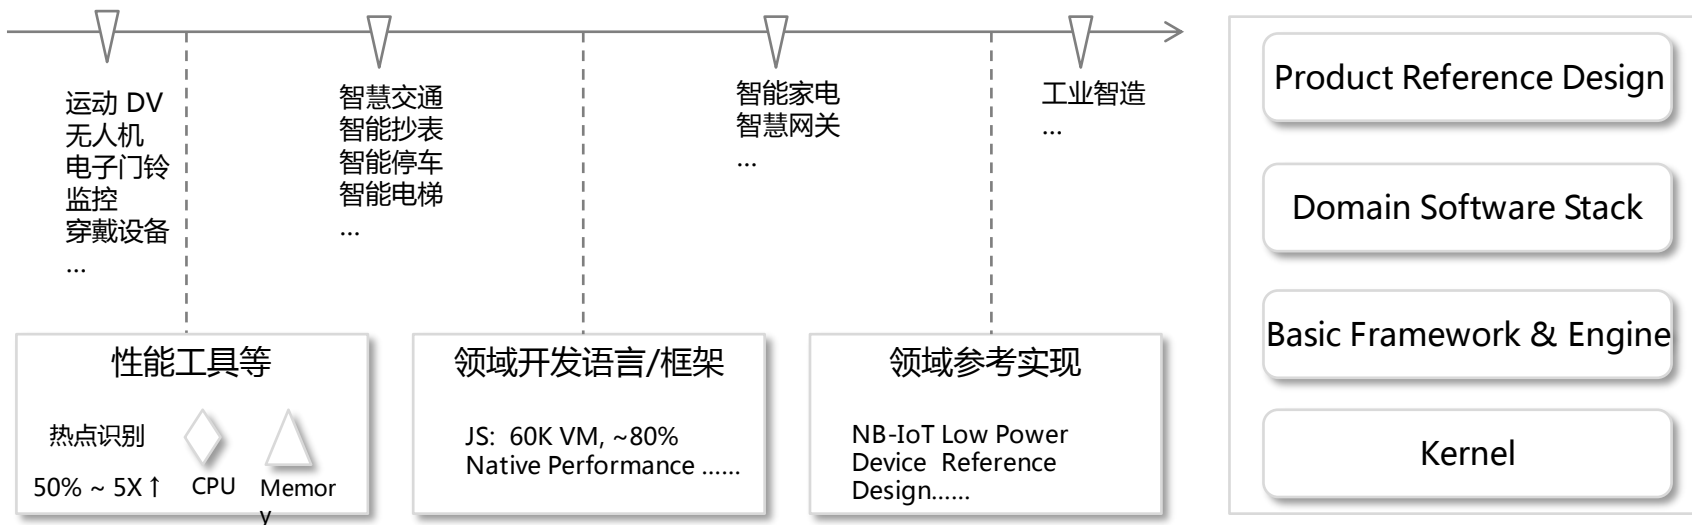 运动 DV
无人机
电子门铃
监控
穿戴设备
...
智慧交通
智能抄表
智能停车
智能电梯
...
智能家电
智慧网关
...
工业智造
...
性能工具等
热点识别
50% ~ 5X↑
CPU
Memor
y
领域开发语言/框架
JS: 60K VM, ~80%
Native Performance ......
领域参考实现
NB-IoT Low Power
Device Reference
Design......
Product Reference Design
Domain Software Stack
Basic Framework & Engine
Kernel